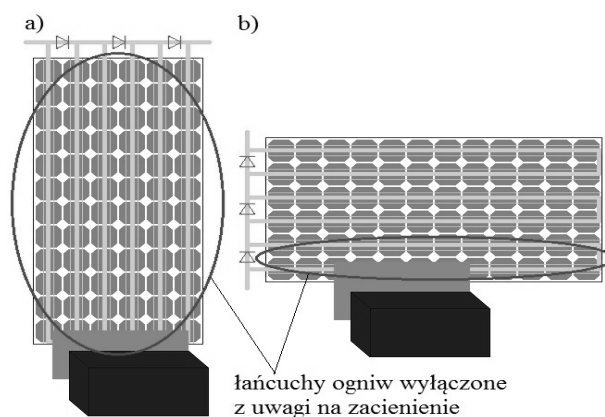 a)
b)
łańcuchy ogniw wyłączone
z uwagi na zacienienie